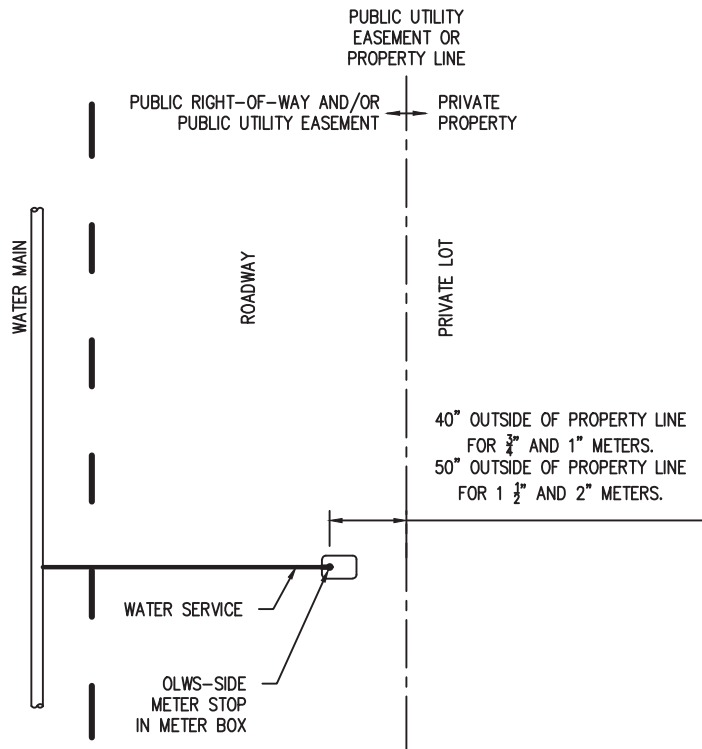 PUBLIC UTILITY
EASEMENT OR
PROPERTY LINE
PUBLIC RIGHT-OF-WAY AND/OR
PUBLIC UTILITY EASEMENT
PRIVATE
PROPERTY
WATER MAIN
ROADWAY
PRIVATE LOT
40" OUTSIDE OF PROPERTY LINE
FOR 3/4" AND 1" METERS.
50" OUTSIDE OF PROPERTY LINE
FOR 1 1/2" AND 2" METERS.
WATER SERVICE
OLWS-SIDE
METER STOP
IN METER BOX